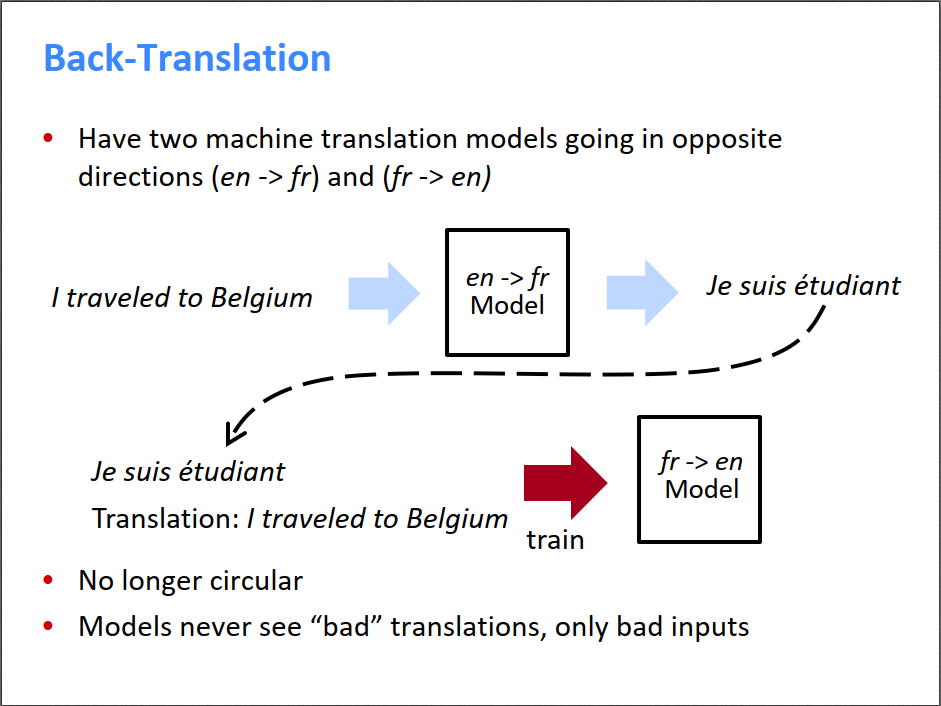 Back-Translation
• Have two machine translation models going in opposite
directions (en -> fr) and (fr -> en)
I traveled to Belgium
en -> fr
Model
Je suis étudiant
Je suis étudiant
Translation: I traveled to Belgium
train
fr -> en
Model
• No longer circular
• Models never see “bad” translations, only bad inputs